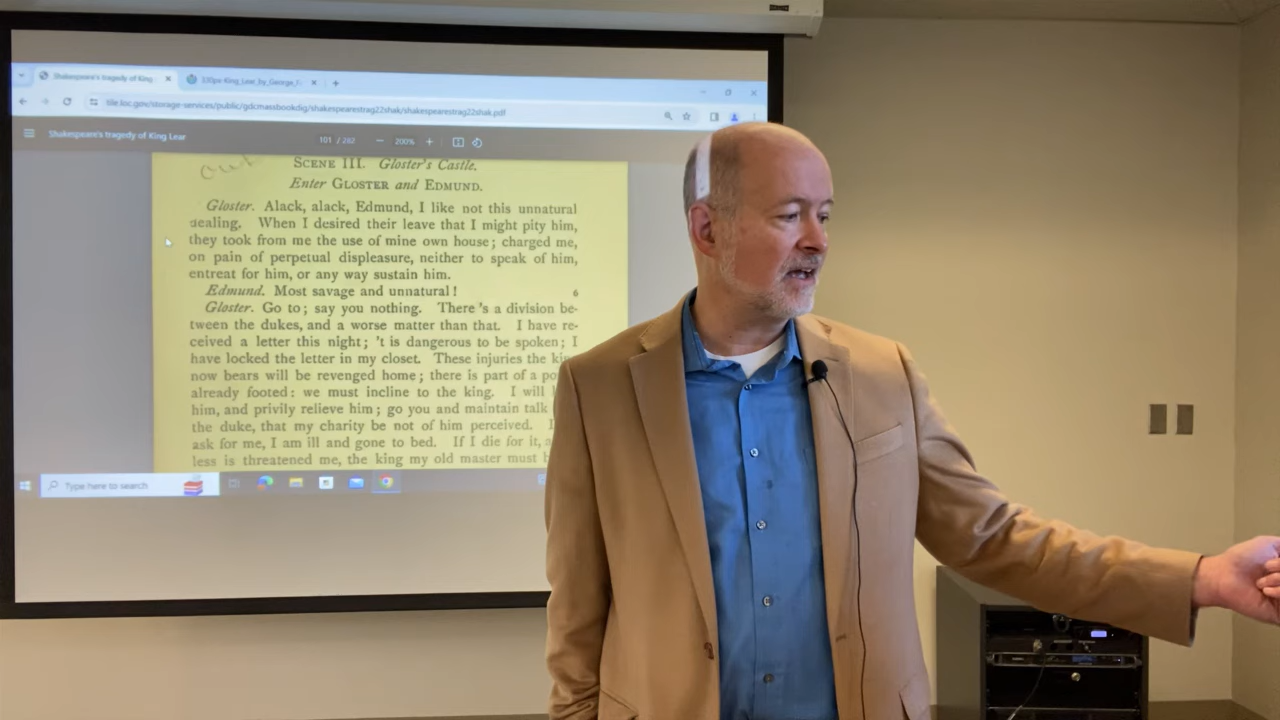 Shakespeare's tragedy of King
330px-King_Lear_by_George_F.
tile.loc.gov/storage-services/public/gdcmassbookdig/shakespearestrag22shak/shakespearestrag22shak.pdf
Shakespeare's tragedy of King Lear
101 / 282 − 200% +
SCENE III. Gloster's Castle.
Enter GLOSTER and EDMUND.
Gloster. Alack, alack, Edmund, I like not this unnatural
dealing. When I desired their leave that I might pity him,
they took from me the use of mine own house; charged me,
on pain of perpetual displeasure, neither to speak of him,
entreat for him, or any way sustain him.
Edmund. Most savage and unnatural! 6
Gloster. Go to; say you nothing. There 's a division be-
tween the dukes, and a worse matter than that. I have re-
ceived a letter this night; 't is dangerous to be spoken; I
have locked the letter in my closet. These injuries the kin
now bears will be revenged home; there is part of a po
already footed: we must incline to the king. I will
him, and privily relieve him; go you and maintain talk
the duke, that my charity be not of him perceived.
ask for me, I am ill and gone to bed. If I die for it, a
less is threatened me, the king my old master must b
Type here to search